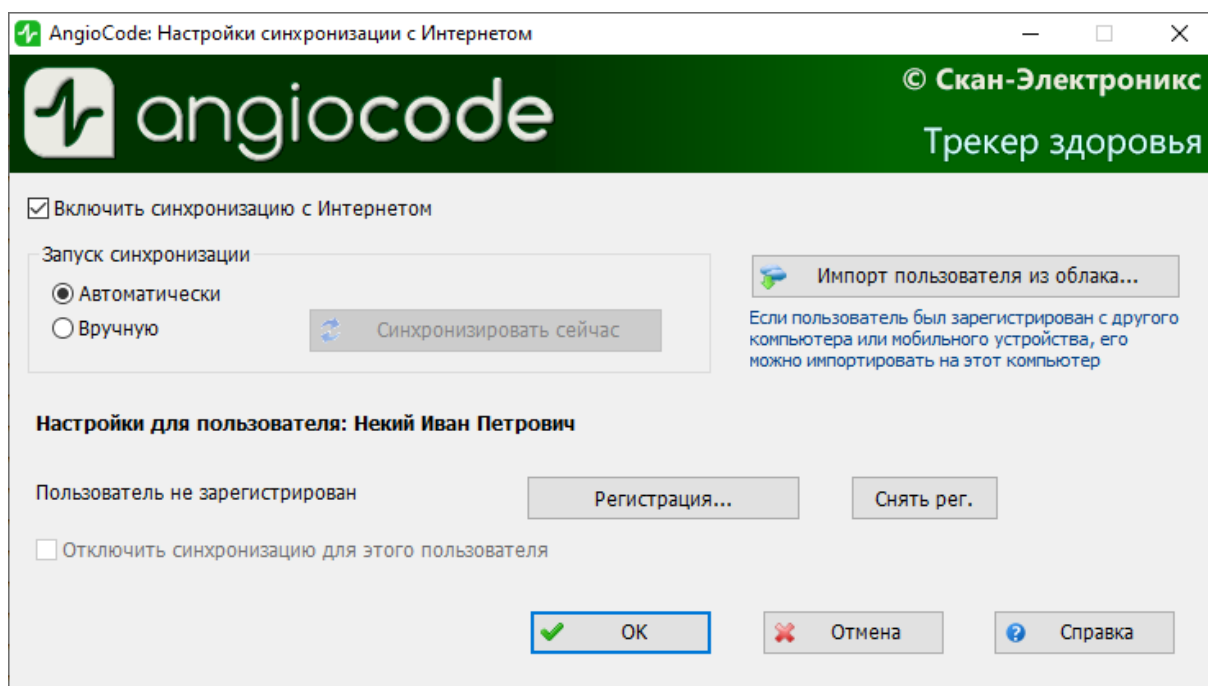 AngioCode: Настройки синхронизации с Интернетом
angiocode
© Скан-Электроникс
Трекер здоровья
Включить синхронизацию с Интернетом
Запуск синхронизации
Автоматически
Вручную
Синхронизировать сейчас
Импорт пользователя из облака...
Если пользователь был зарегистрирован с другого
компьютера или мобильного устройства, его
можно импортировать на этот компьютер
Настройки для пользователя: Некий Иван Петрович
Пользователь не зарегистрирован
Регистрация...
Снять рег.
Отключить синхронизацию для этого пользователя
OK
Отмена
Справка